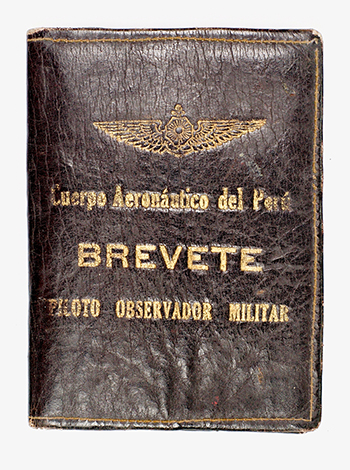 Cuerpo Aeronáutico del Perú
BREVETE
PILOTO OBSERVADOR MILITAR